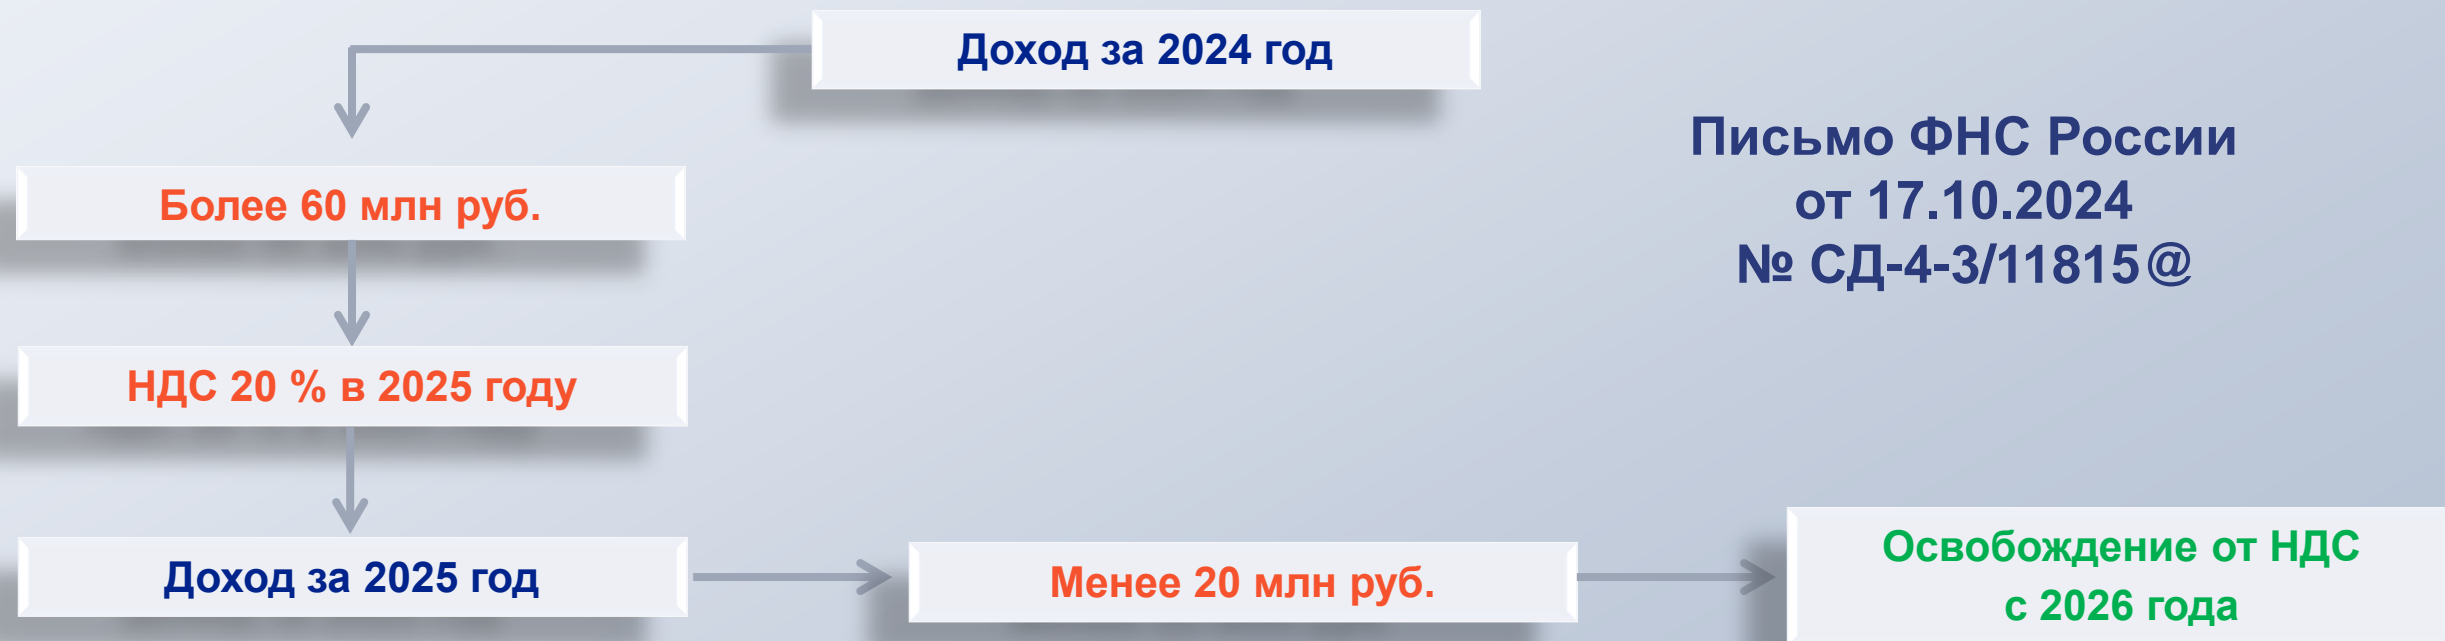 Доход за 2024 год
Письмо ФНС России
от 17.10.2024
№ СД-4-3/11815@
Более 60 млн руб.
НДС 20 % в 2025 году
Доход за 2025 год
Менее 20 млн руб.
Освобождение от НДС
с 2026 года